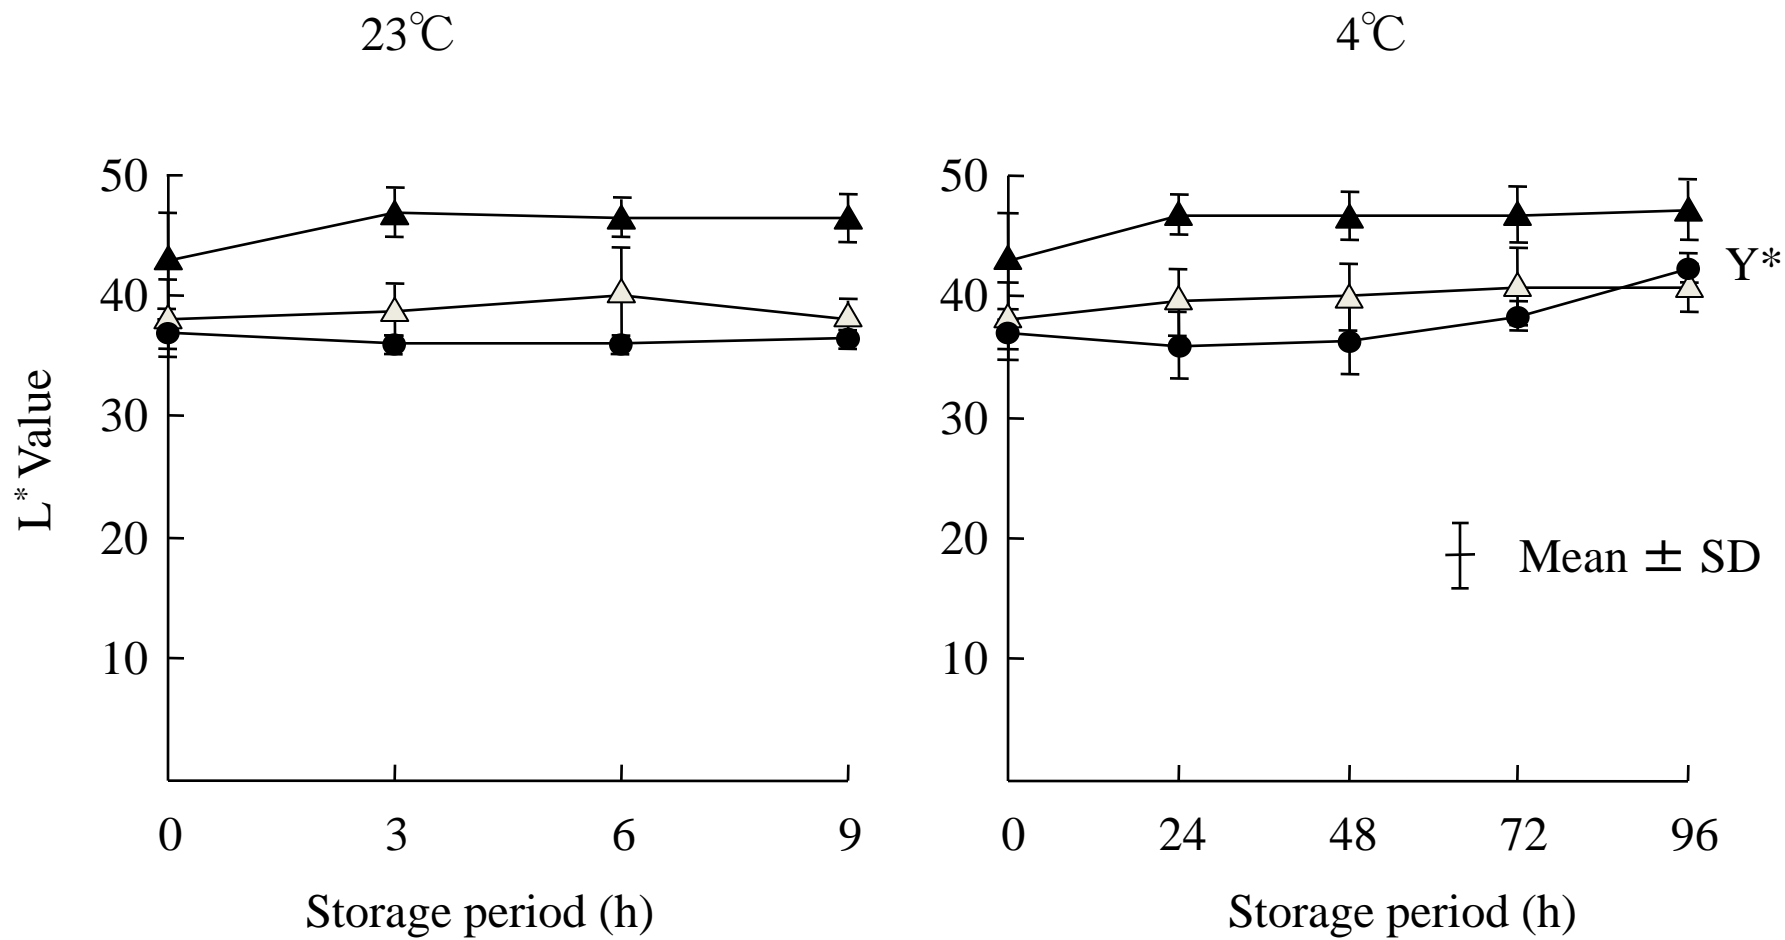 23℃
4℃
50
40
30
20
10
L* Value
0 3 6 9
Storage period (h)
50
40
30
20
10
Y*
Mean ± SD
0 24 48 72 96
Storage period (h)